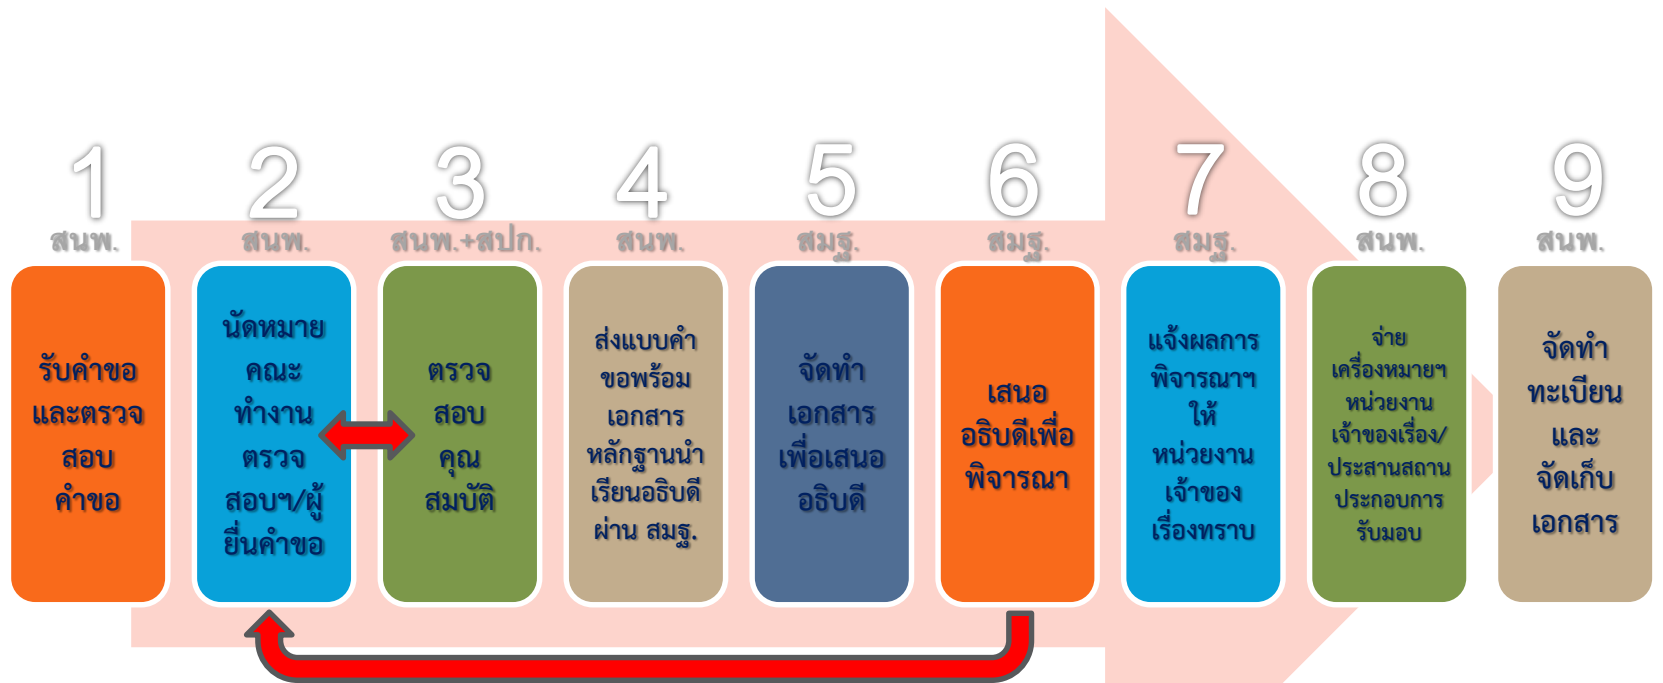 1
สนพ.
รับคำขอ
และตรวจ
สอบ
คำขอ
2
สนพ.
นัดหมาย
คณะ
ทำงาน
ตรวจ
สอบฯ/ผู้
ยื่นคำขอ
3
สนพ.+สปก.
ตรวจ
สอบ
คุณ
สมบัติ
4
สนพ.
ส่งแบบคำ
ขอพร้อม
เอกสาร
หลักฐานนำ
เรียนอธิบดี
ผ่าน สมฐ.
5
สมฐ.
จัดทำ
เอกสาร
เพื่อเสนอ
อธิบดี
6
สมฐ.
เสนอ
อธิบดีเพื่อ
พิจารณา
7
สมฐ.
แจ้งผลการ
พิจารณาฯ
ให้
หน่วยงาน
เจ้าของ
เรื่องทราบ
8
สนพ.
จ่าย
เครื่องหมายฯ
หน่วยงาน
เจ้าของเรื่อง/
ประสานสถาน
ประกอบการ
รับมอบ
9
สนพ.
จัดทำ
ทะเบียน
และ
จัดเก็บ
เอกสาร